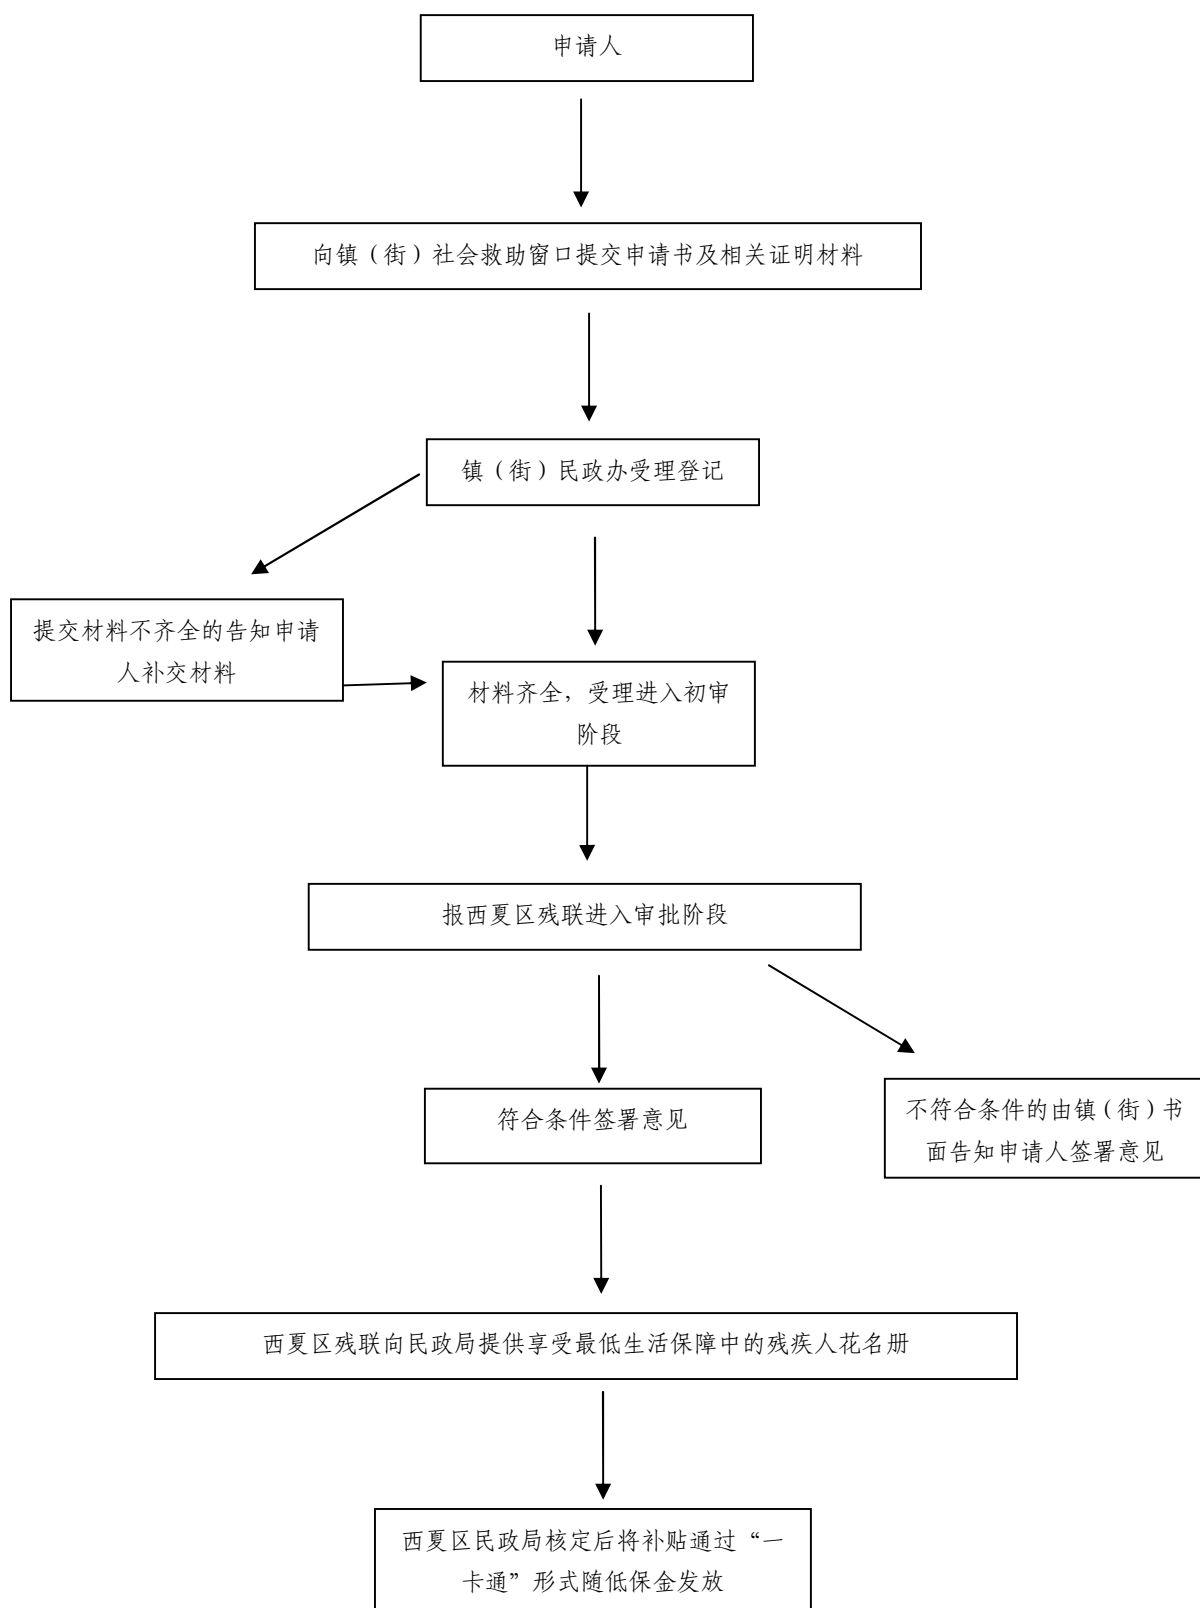 申请人
向镇（街）社会救助窗口提交申请书及相关证明材料
镇（街）民政办受理登记
提交材料不齐全的告知申请
人补交材料
材料齐全，受理进入初审
阶段
报西夏区残联进入审批阶段
符合条件签署意见
不符合条件的由镇（街）书
面告知申请人签署意见
西夏区残联向民政局提供享受最低生活保障中的残疾人花名册
西夏区民政局核定后将补贴通过“一
卡通”形式随低保金发放